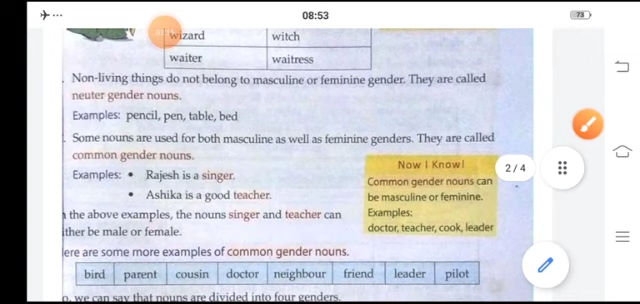 08:53
73
wizard witch
waiter waitress
Non-living things do not belong to masculine or feminine gender. They are called
neuter gender nouns.
Examples: pencil, pen, table, bed
Some nouns are used for both masculine as well as feminine genders. They are called
common gender nouns.
Examples: • Rajesh is a singer.
• Ashika is a good teacher.
the above examples, the nouns singer and teacher can
ither be male or female.
Now I Know!
Common gender nouns can
be masculine or feminine.
Examples:
doctor, teacher, cook, leader
2/4
ere are some more examples of common gender nouns.
bird parent cousin doctor neighbour friend leader pilot
o, we can say that nouns are divided into four genders.